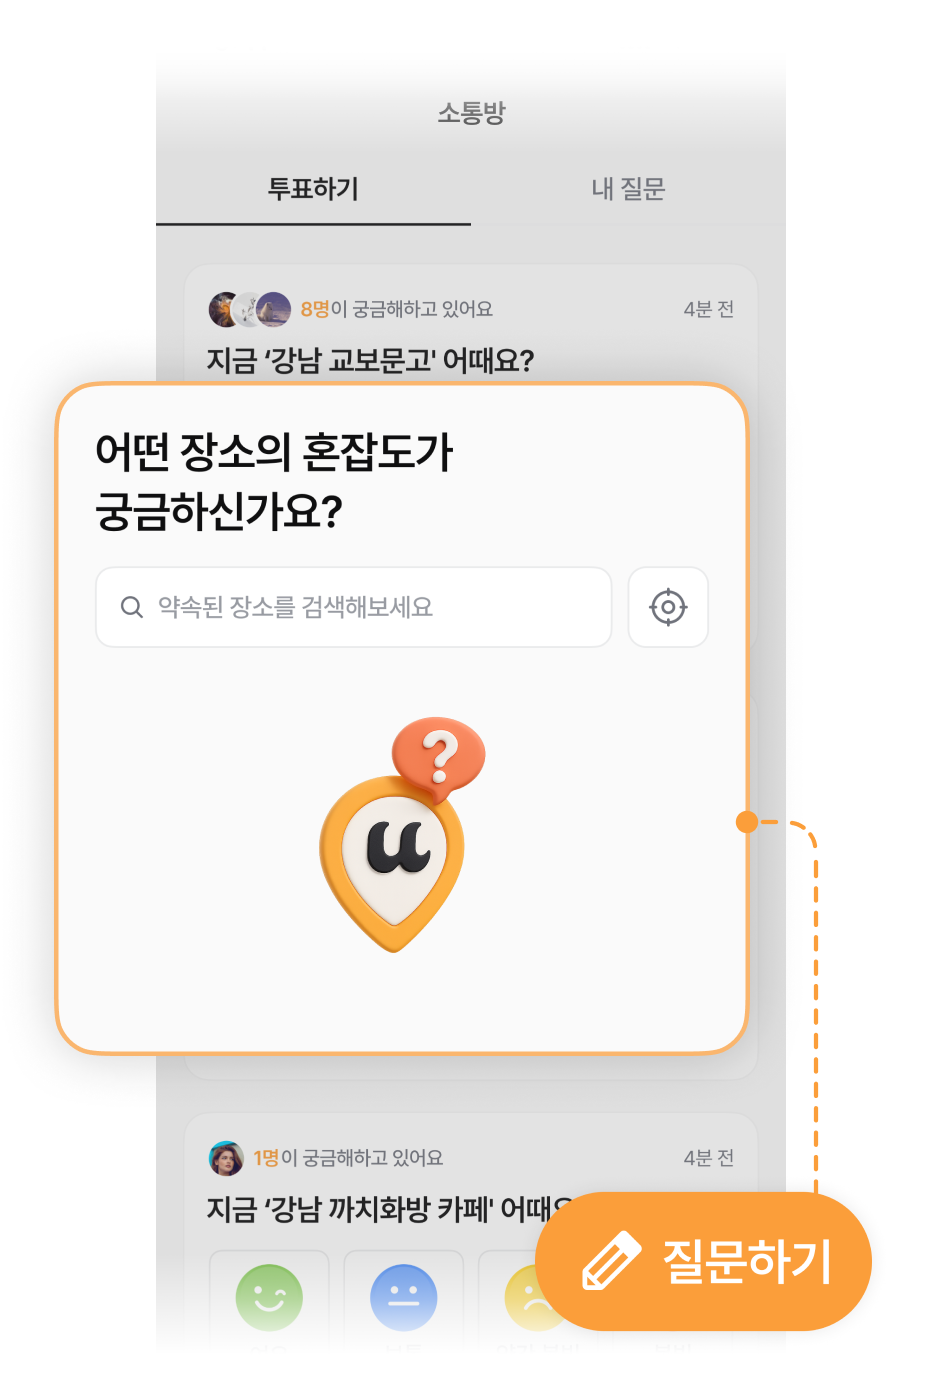 소통방
투표하기
내 질문
8명이 궁금해하고 있어요
4분 전
지금 ‘강남 교보문고' 어때요?
어떤 장소의 혼잡도가
궁금하신가요?
약속된 장소를 검색해보세요
?
u
1명이 궁금해하고 있어요
4분 전
지금 ‘강남 까치화방 카페' 어때요
질문하기